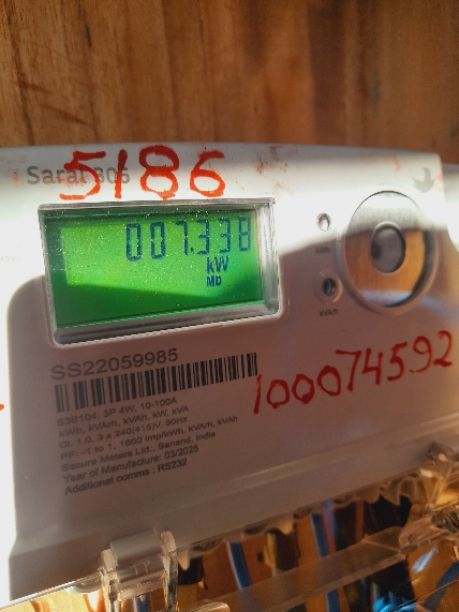 Saral 305
5186
007.338
kW
MD
SS22059985
100074592
S3B104, 3P 4W, 10-100A
kWh, kVArh, kVAh, kW, kVA
Cl. 1.0, 3 x 240(415)V, 50Hz
PF: -1 to 1, 1600 imp/kWh, kVArh, kVAh
Secure Meters Ltd., Sanand, India
Year of Manufacture: 03/2025
Additional comms : RS232
kVArh